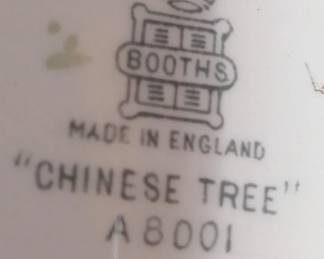 BOOTHS
MADE IN ENGLAND
"CHINESE TREE"
A8001